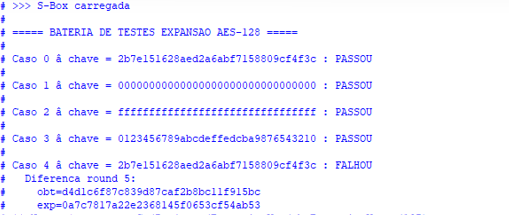 # >>> S-Box carregada
#
# ===== BATERIA DE TESTES EXPANSAO AES-128 =====
#
# Caso 0 â chave = 2b7e151628aed2a6abf7158809cf4f3c : PASSOU
#
# Caso 1 â chave = 00000000000000000000000000000000 : PASSOU
#
# Caso 2 â chave = ffffffffffffffffffffffffffffffff : PASSOU
#
# Caso 3 â chave = 0123456789abcdeffedcba9876543210 : PASSOU
#
# Caso 4 â chave = 2b7e151628aed2a6abf7158809cf4f3c : FALHOU
#   Diferenca round 5:
#     obt=d4d1c6f87c839d87caf2b8bc11f915bc
#     exp=0a7c7817a22e2368145f0653cf54ab53